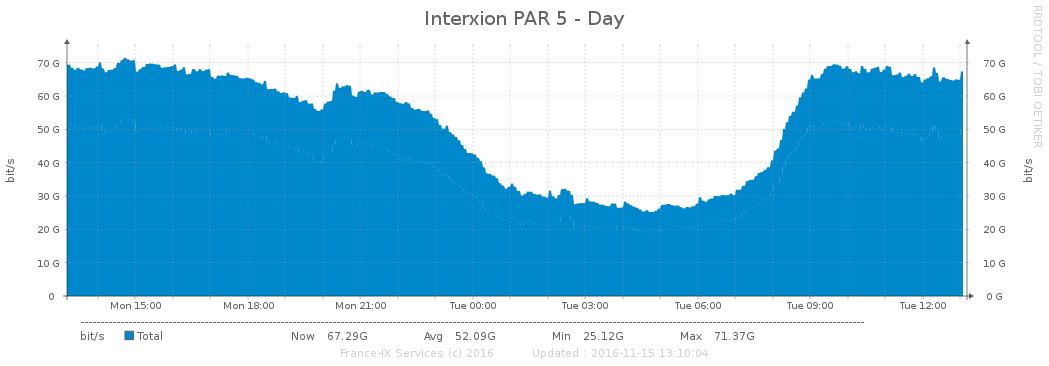 Interxion PAR 5 - Day
RRDTOOL / TOBI OETIKER
bit/s
70 G
60 G
50 G
40 G
30 G
20 G
10 G
0
70 G
60 G
50 G
40 G
30 G
20 G
10 G
0 G
bit/s
Mon 15:00 Mon 18:00 Mon 21:00 Tue 00:00 Tue 03:00 Tue 06:00 Tue 09:00 Tue 12:00
bit/s Total Now 67.29G Avg 52.09G Min 25.12G Max 71.37G
France-IX Services (c) 2016 Updated : 2016-11-15 13:10:04